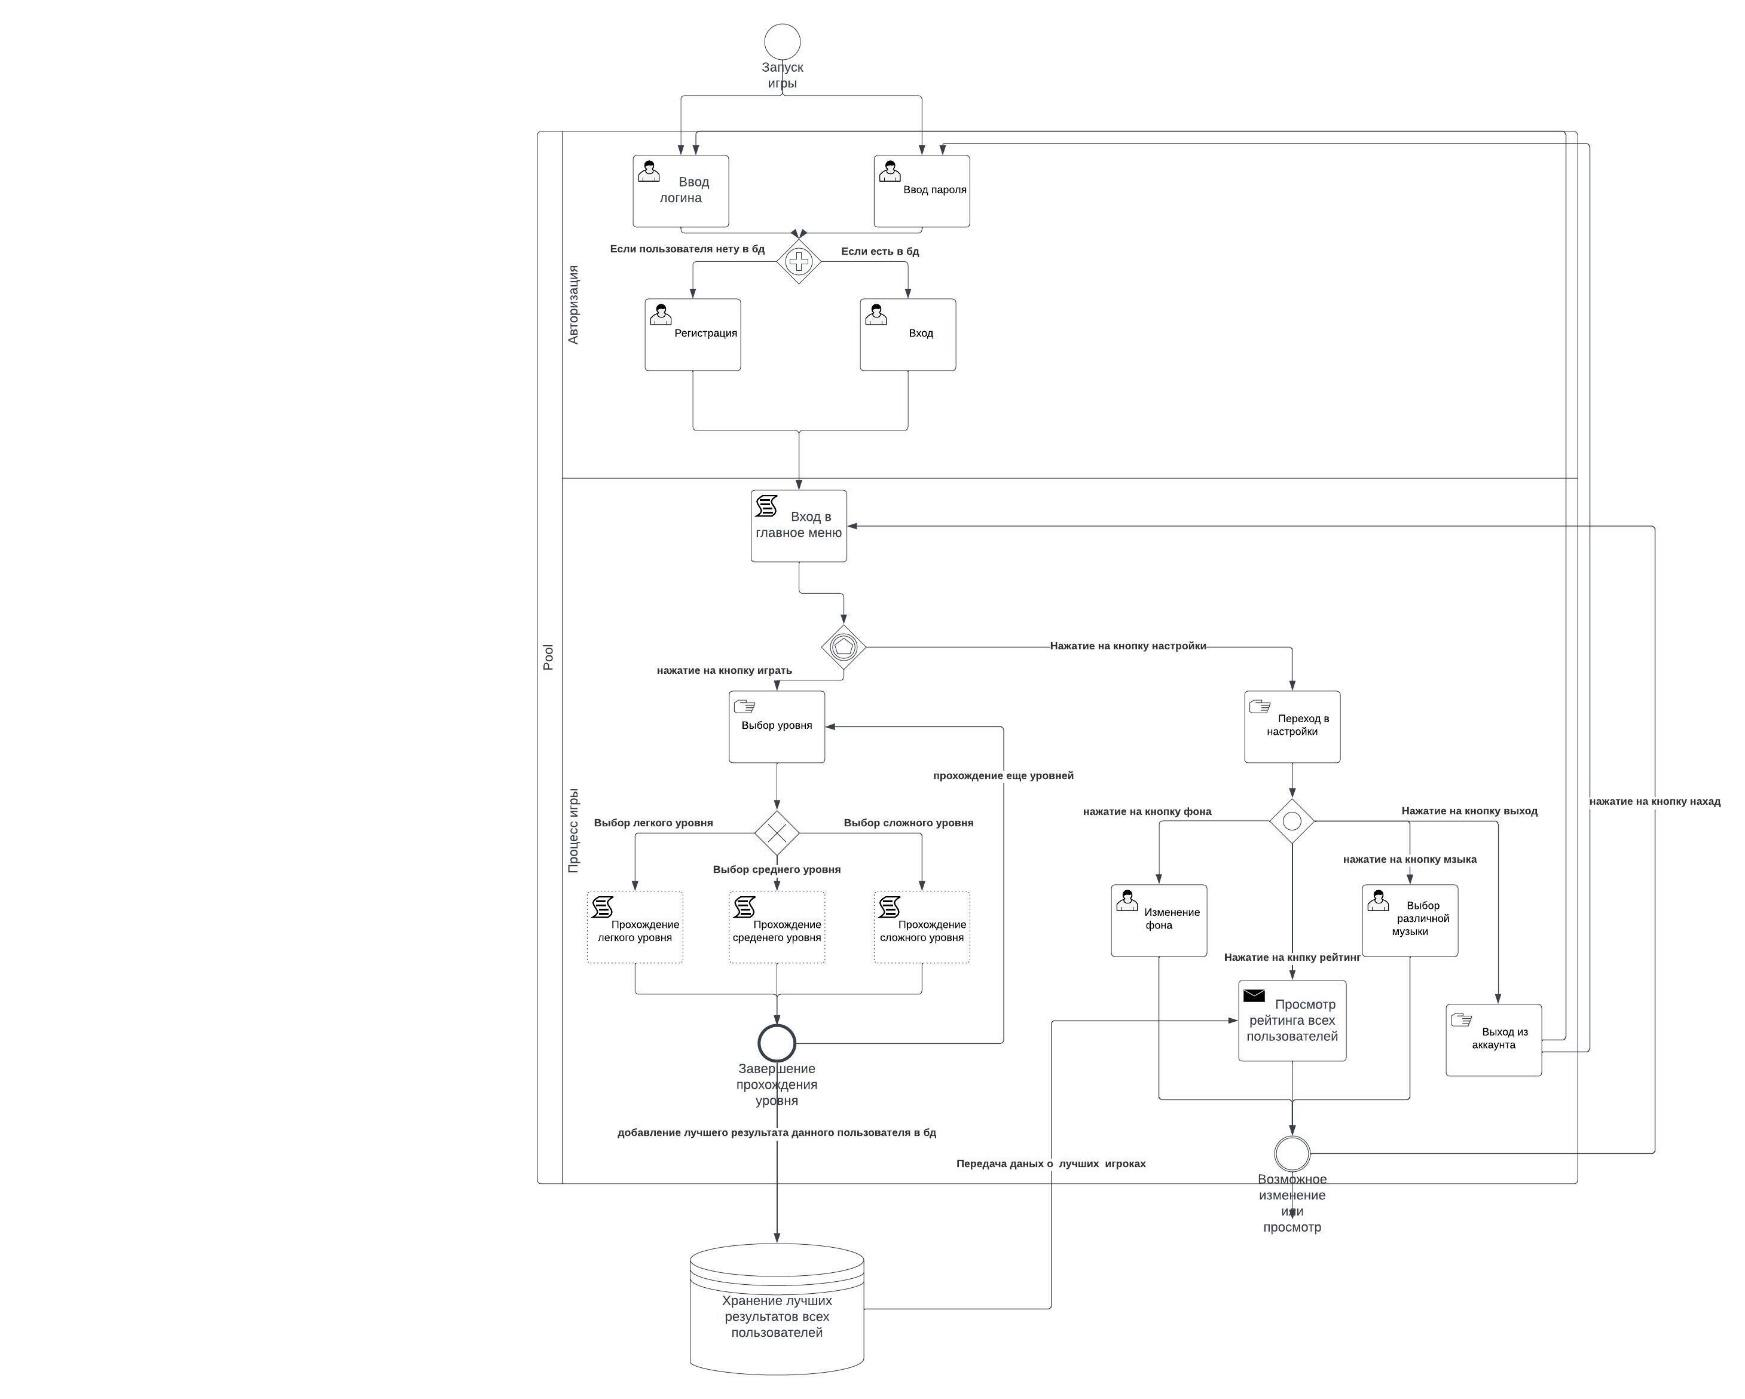 Запуск
игры
Ввод
логина
Ввод пароля
Если пользователя нету в бд
Если есть в бд
Авторизация
Регистрация
Вход
Вход в
главное меню
Pool
Нажатие на кнопку настройки
нажатие на кнопку играть
Выбор уровня
Переход в
настройки
прохождение еще уровней
Процесс игры
нажатие на кнопку нахад
нажатие на кнопку фона
Нажатие на кнопку выход
Выбор легкого уровня
Выбор сложного уровня
нажатие на кнопку мзыка
Выбор среднего уровня
Прохождение
легкого уровня
Прохождение
среденего уровня
Прохождение
сложного уровня
Изменение
фона
Выбор
различной
музыки
Нажатие на кнпку рейтинг
Просмотр
рейтинга всех
пользователей
Выход из
аккаунта
Завершение
прохождения
уровня
добавление лучшего результата данного пользователя в бд
Передача даных о лучших игроках
Возможное
изменение
или
просмотр
Хранение лучших
результатов всех
пользователей